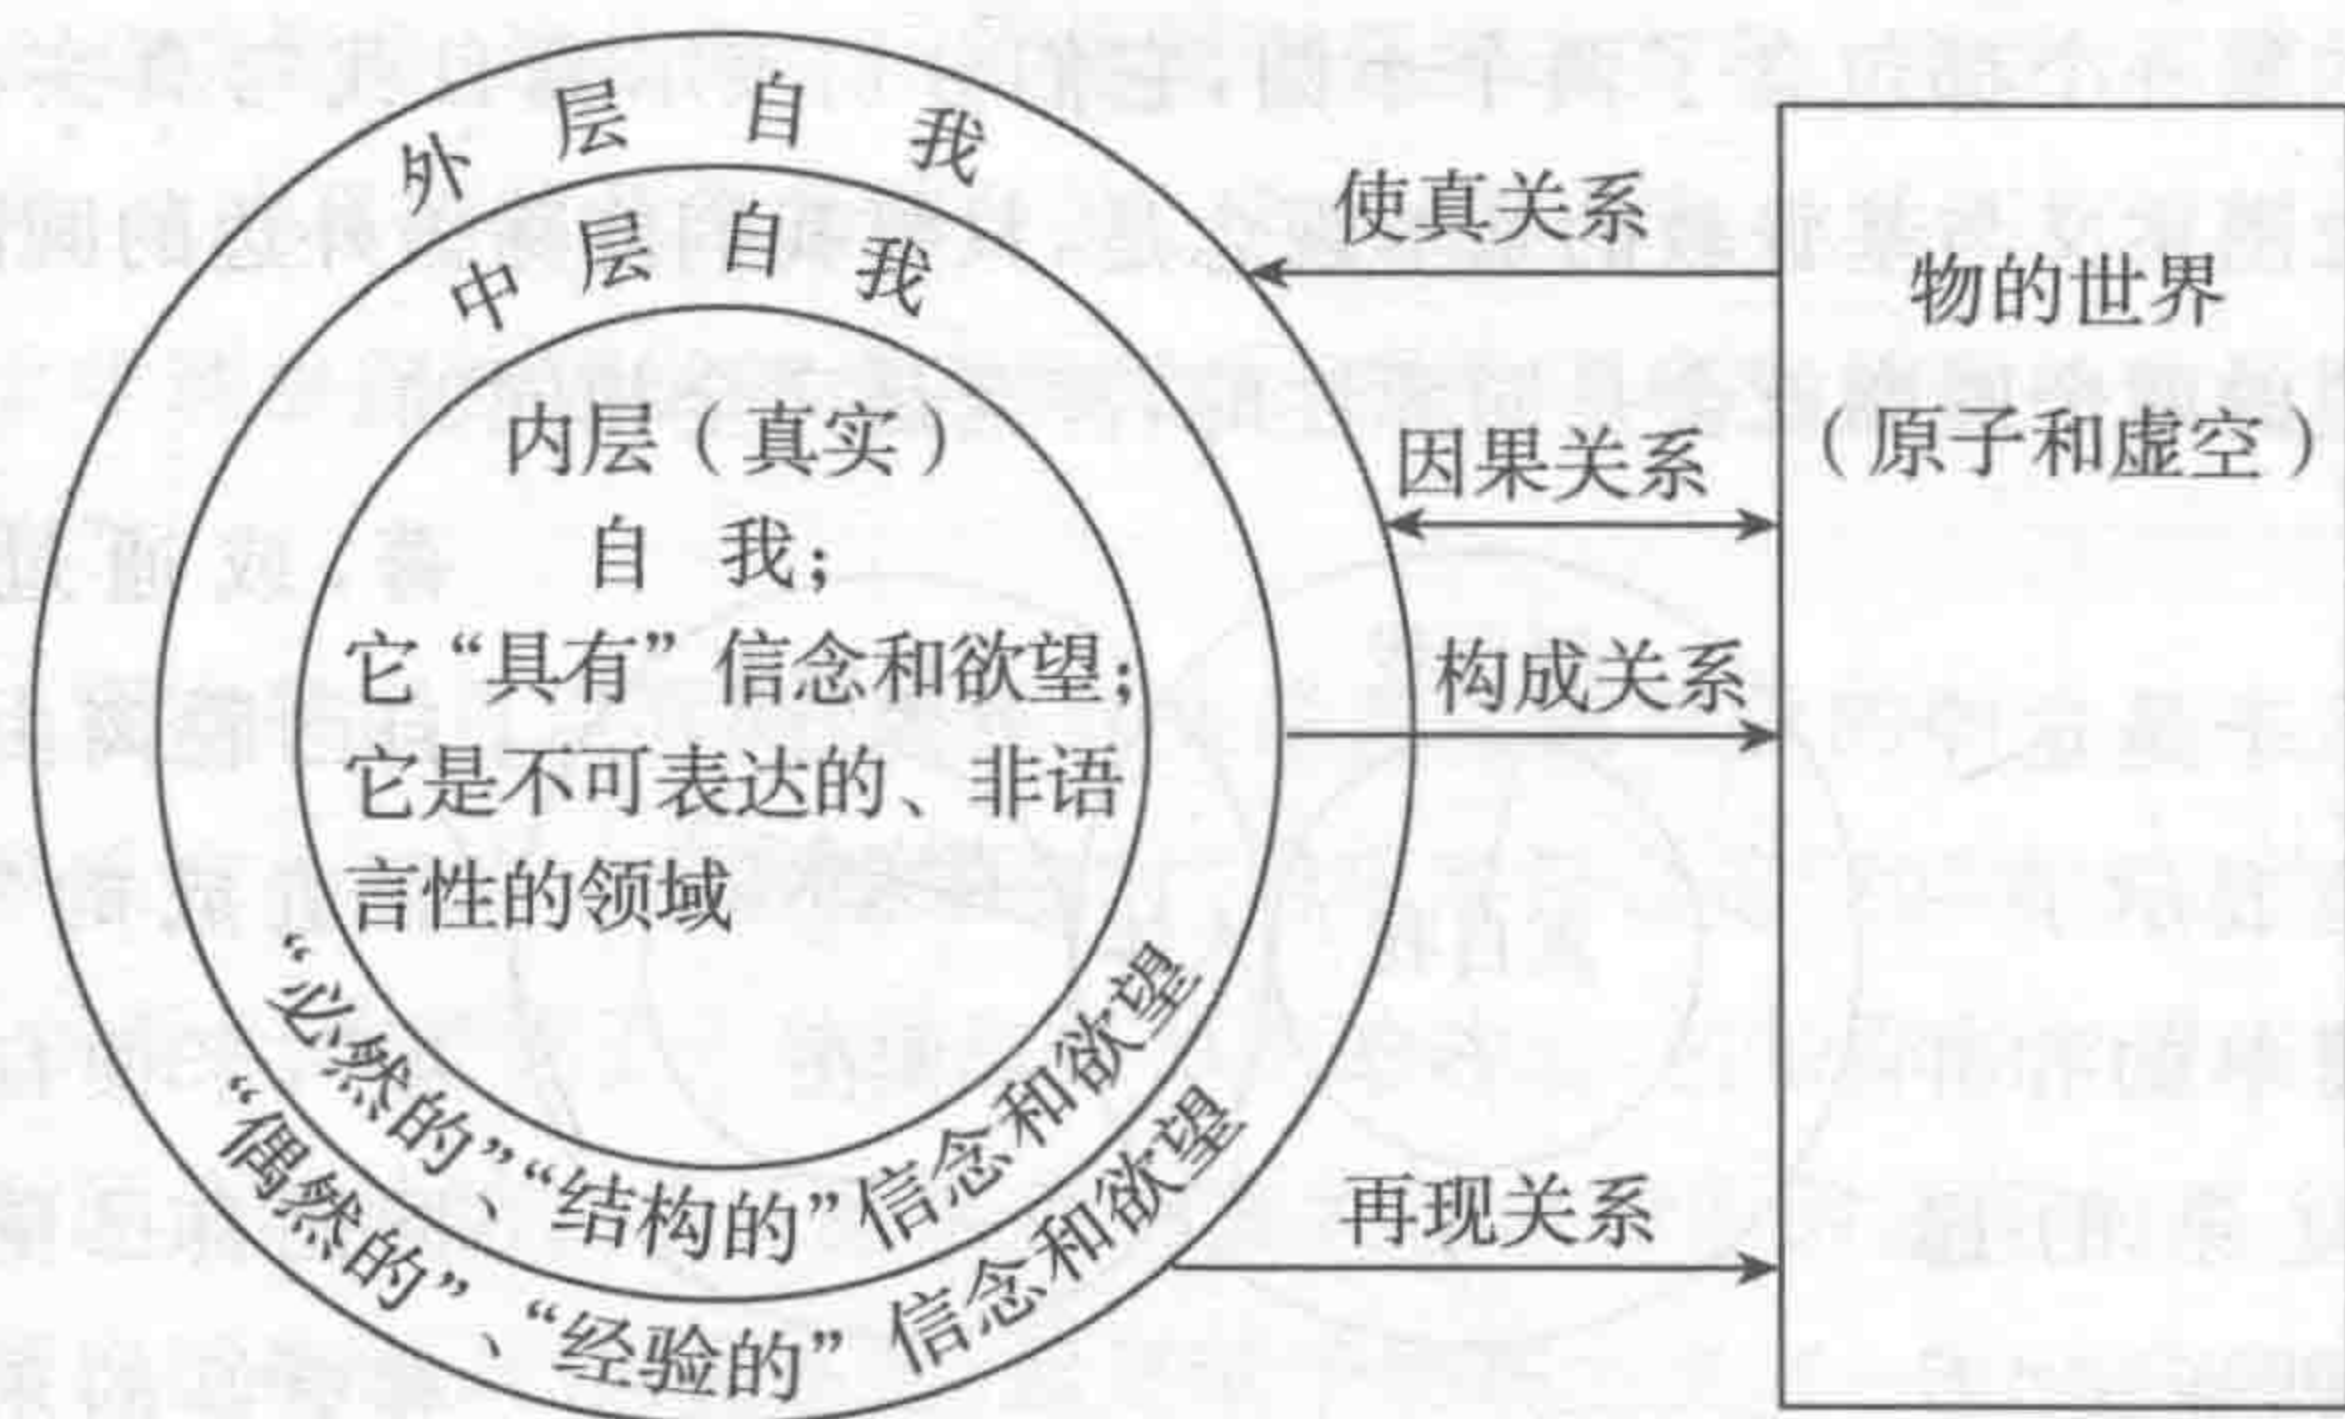 外层自我
中层自我
内层（真实）
自我；
它“具有”信念和欲望；
它是不可表达的、非语
言性的领域
“必然的”、“结构的”信念和欲望
“偶然的”、“经验的”信念和欲望
使真关系
因果关系
构成关系
再现关系
物的世界
（原子和虚空）